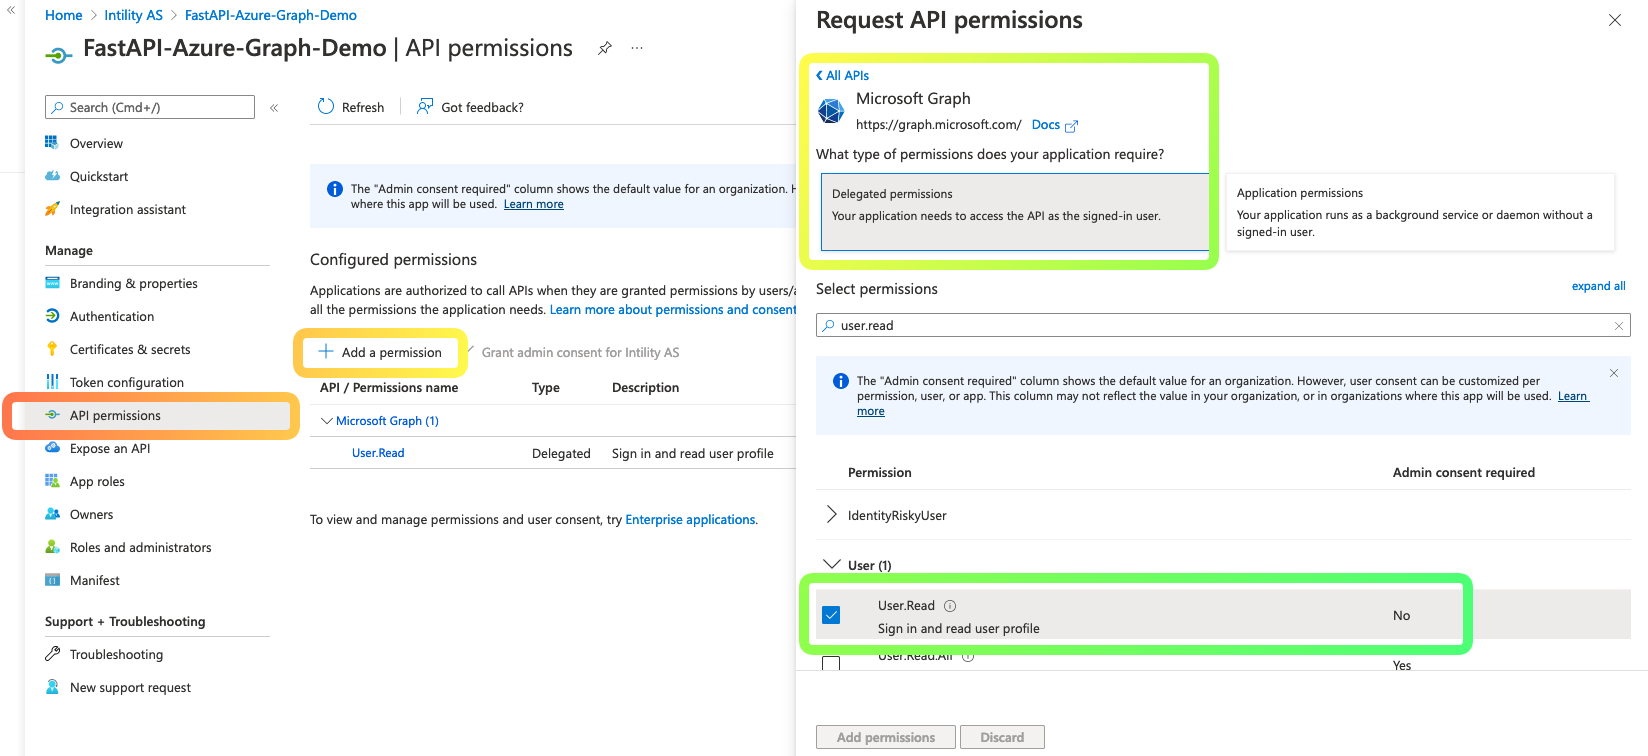 Home > Intility AS > FastAPI-Azure-Graph-Demo
FastAPI-Azure-Graph-Demo | API permissions
Search (Cmd+/)
Overview
Quickstart
Integration assistant
Manage
Branding & properties
Authentication
Certificates & secrets
Token configuration
API permissions
Expose an API
App roles
Owners
Roles and administrators
Manifest
Support + Troubleshooting
Troubleshooting
New support request
Refresh
Got feedback?
The "Admin consent required" column shows the default value for an organization. H
where this app will be used. Learn more
Configured permissions
Applications are authorized to call APIs when they are granted permissions by users/a
all the permissions the application needs. Learn more about permissions and consent
Add a permission
Grant admin consent for Intility AS
API / Permissions name Type Description
Microsoft Graph (1)
User.Read Delegated Sign in and read user profile
To view and manage permissions and user consent, try Enterprise applications.
Request API permissions
All APIs
Microsoft Graph
https://graph.microsoft.com/ Docs
What type of permissions does your application require?
Delegated permissions
Your application needs to access the API as the signed-in user.
Application permissions
Your application runs as a background service or daemon without a
signed-in user.
Select permissions
expand all
user.read
The "Admin consent required" column shows the default value for an organization. However, user consent can be customized per
permission, user, or app. This column may not reflect the value in your organization, or in organizations where this app will be used. Learn
more
Permission Admin consent required
IdentityRiskyUser
User (1)
User.Read
Sign in and read user profile
No
User.Read.All
Yes
Add permissions
Discard